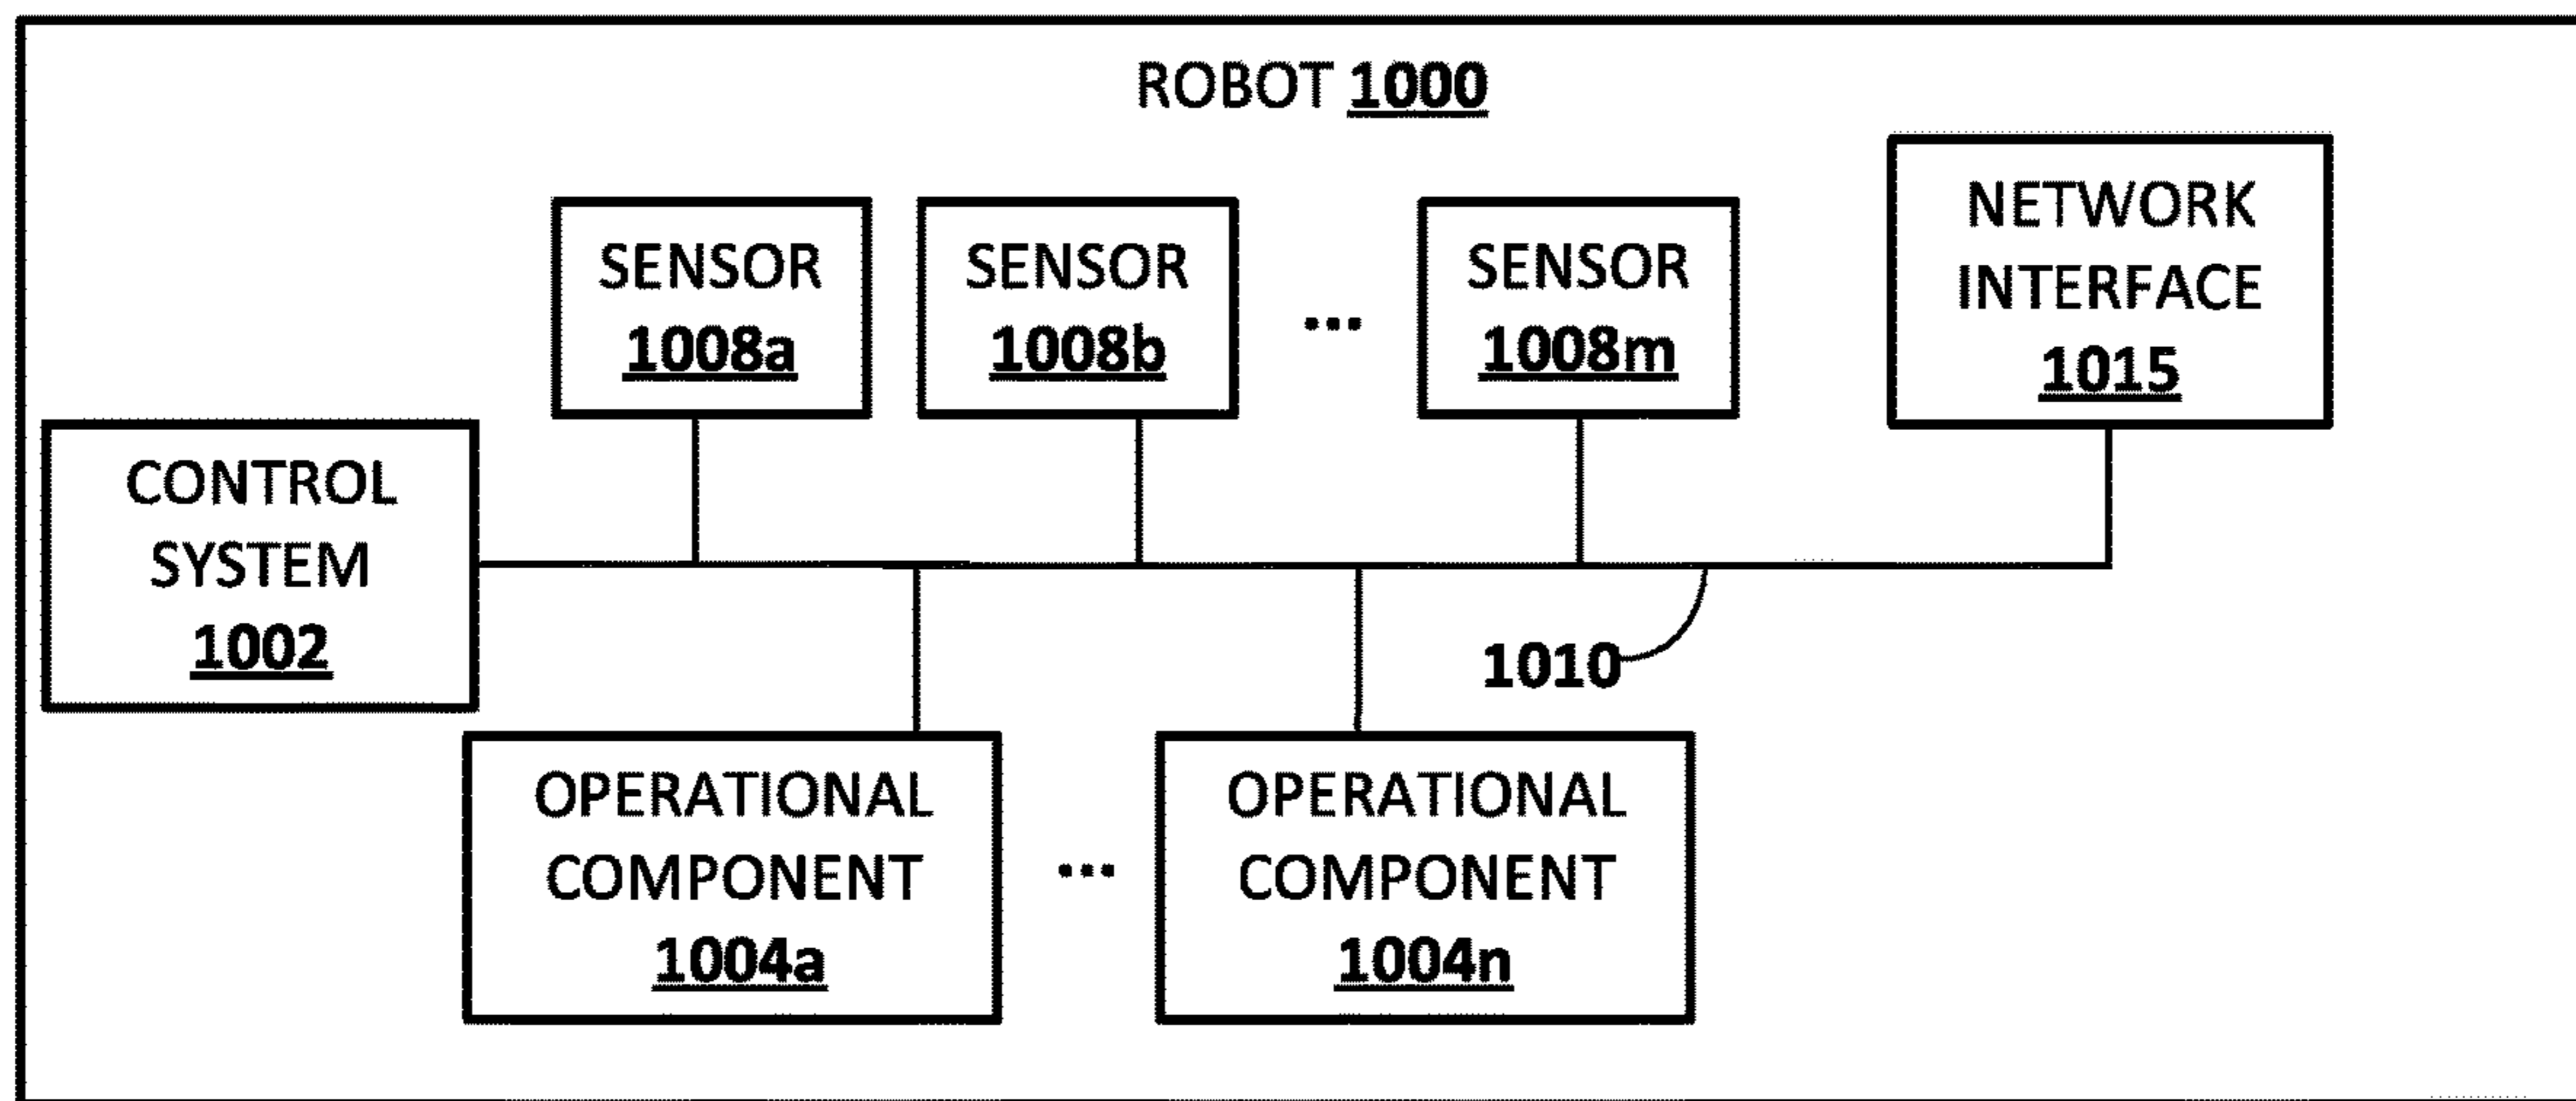 ROBOT 1000
SENSOR
1008a
SENSOR
1008b
...
SENSOR
1008m
NETWORK
INTERFACE
1015
CONTROL
SYSTEM
1002
1010
OPERATIONAL
COMPONENT
1004a
...
OPERATIONAL
COMPONENT
1004n